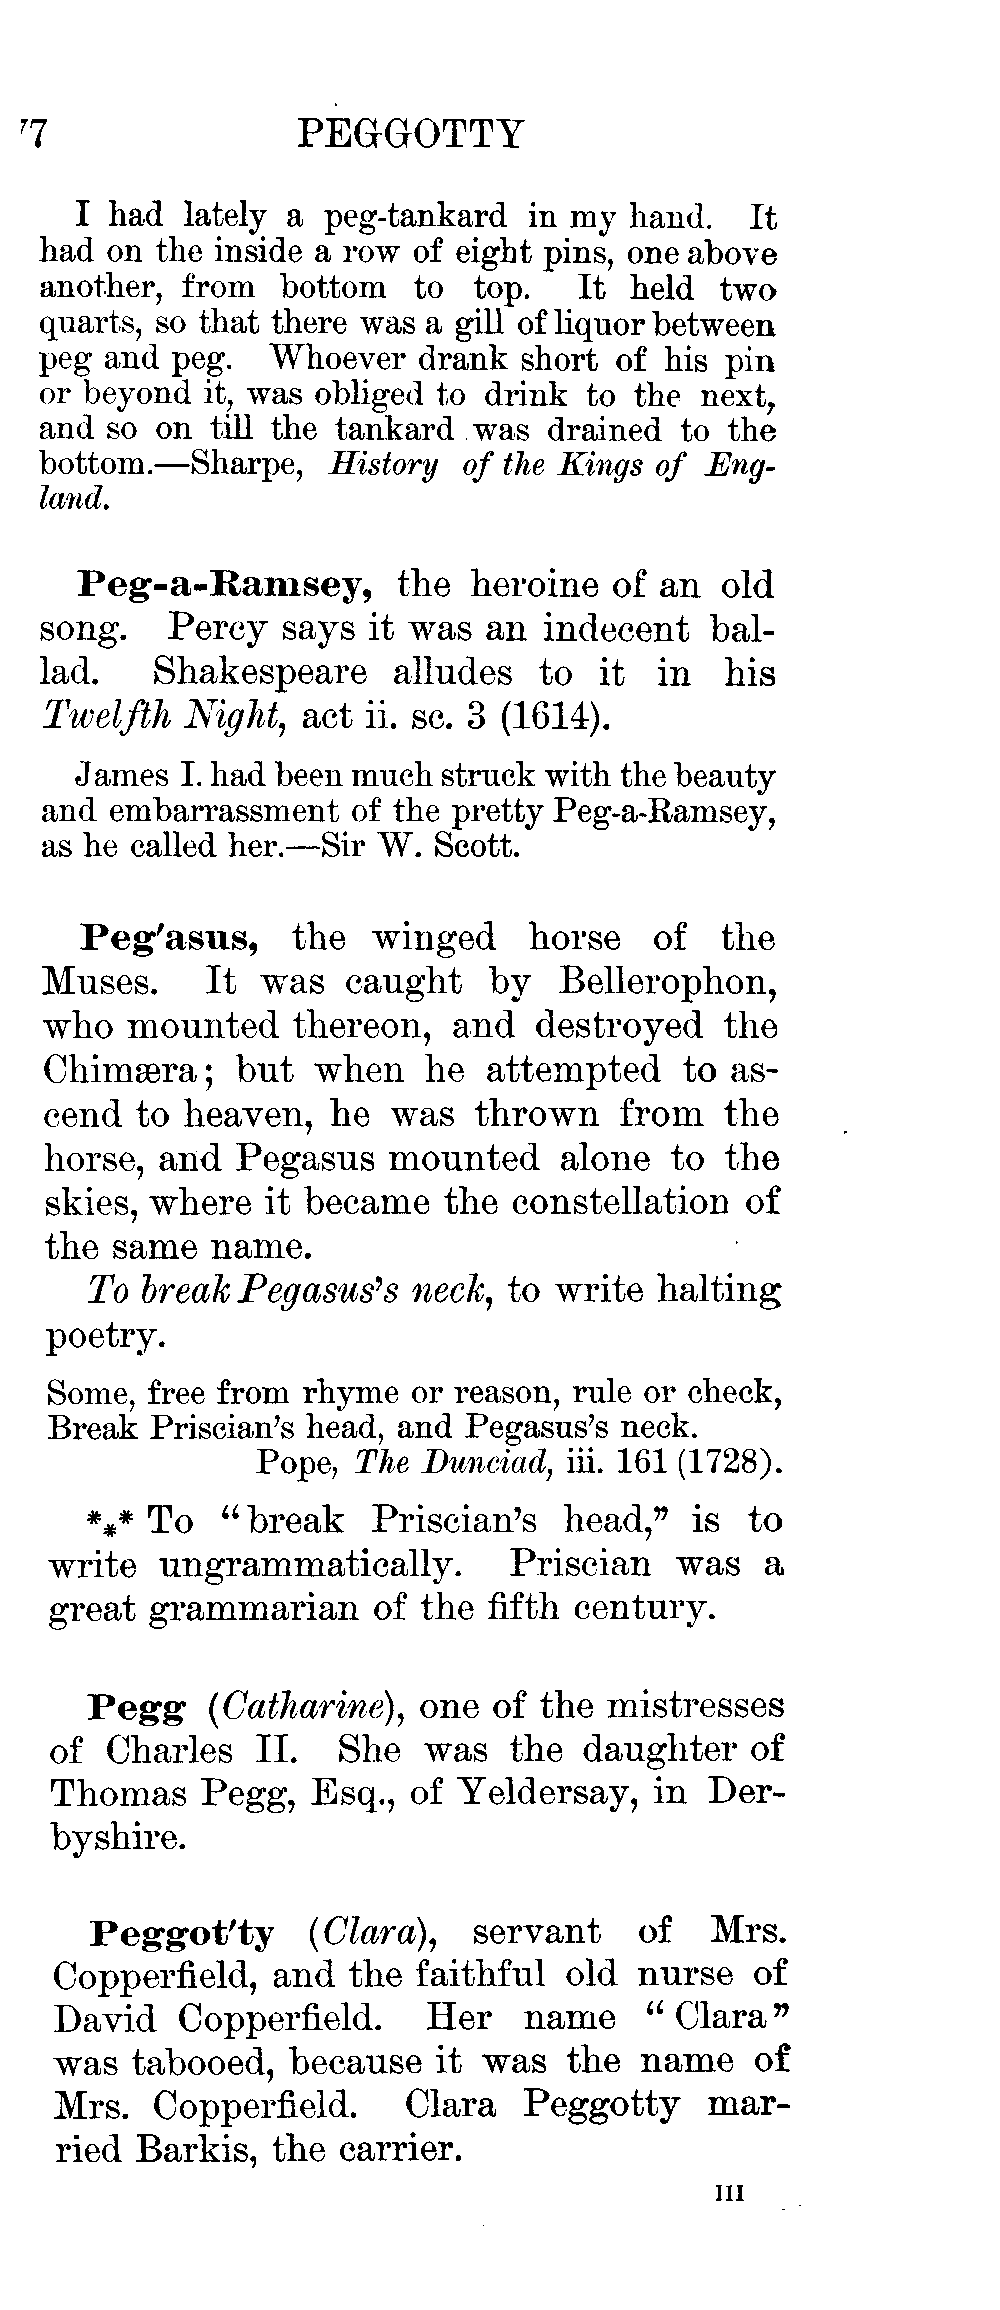 77 PEGGOTTY
I had lately a peg-tankard in my hand. It
had on the inside a row of eight pins, one above
another, from bottom to top. It held two
quarts, so that there was a gill of liquor between
peg and peg. Whoever drank short of his pin
or beyond it, was obliged to drink to the next,
and so on till the tankard was drained to the
bottom.—Sharpe, History of the Kings of Eng-
land.
Peg-a-Ramsey, the heroine of an old
song. Percy says it was an indecent bal-
lad. Shakespeare alludes to it in his
Twelfth Night, act ii. sc. 3 (1614).
James I. had been much struck with the beauty
and embarrassment of the pretty Peg-a-Ramsey,
as he called her.—Sir W. Scott.
Peg'asus, the winged horse of the
Muses. It was caught by Bellerophon,
who mounted thereon, and destroyed the
Chimæra; but when he attempted to as-
cend to heaven, he was thrown from the
horse, and Pegasus mounted alone to the
skies, where it became the constellation of
the same name.
To break Pegasus's neck, to write halting
poetry.
Some, free from rhyme or reason, rule or check,
Break Priscian's head, and Pegasus's neck.
Pope, The Dunciad, iii. 161 (1728).
*⁎* To “break Priscian's head,” is to
write ungrammatically. Priscian was a
great grammarian of the fifth century.
Pegg (Catharine), one of the mistresses
of Charles II. She was the daughter of
Thomas Pegg, Esq., of Yeldersay, in Der-
byshire.
Peggot'ty (Clara), servant of Mrs.
Copperfield, and the faithful old nurse of
David Copperfield. Her name “Clara”
was tabooed, because it was the name of
Mrs. Copperfield. Clara Peggotty mar-
ried Barkis, the carrier.
III